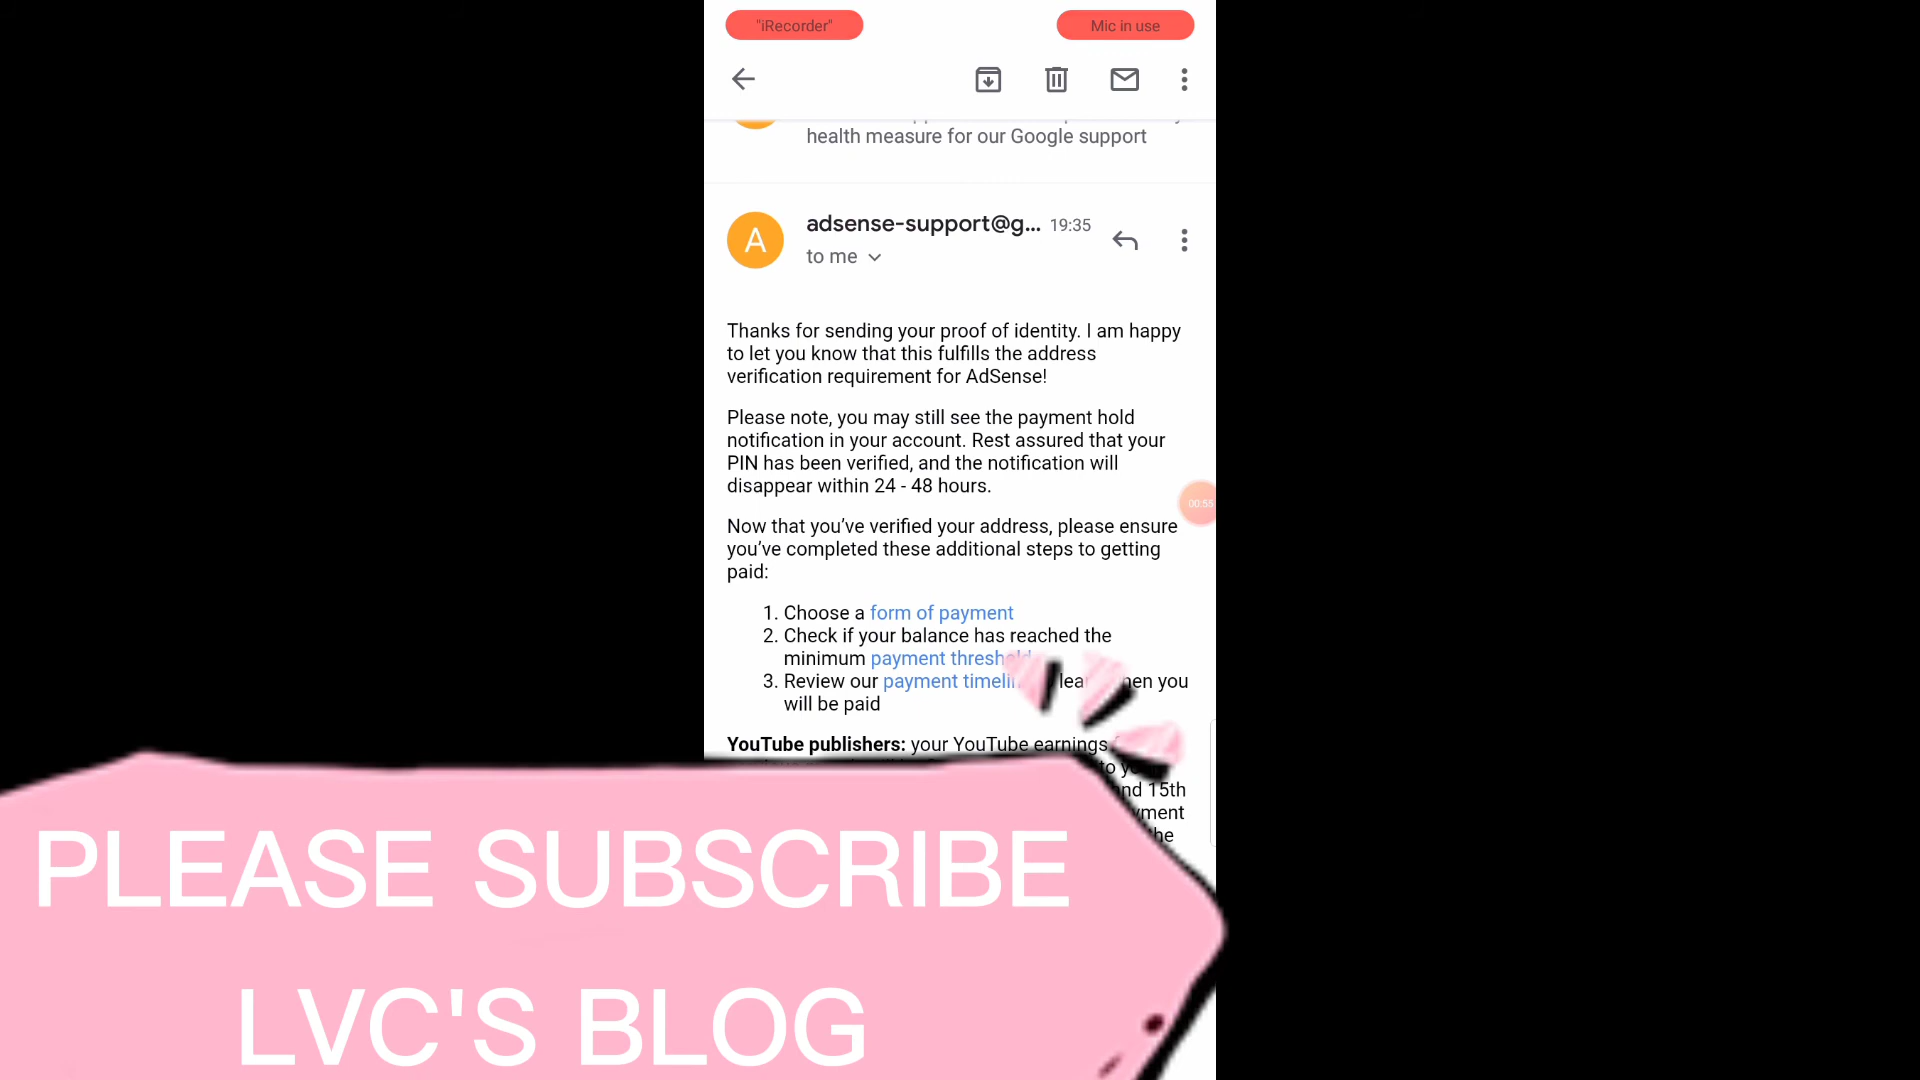 "iRecorder"
Mic in use
health measure for our Google support
A
adsense-support@g... 19:35
to me
Thanks for sending your proof of identity. I am happy
to let you know that this fulfills the address
verification requirement for AdSense!
Please note, you may still see the payment hold
notification in your account. Rest assured that your
PIN has been verified, and the notification will
disappear within 24 - 48 hours.
00:55
Now that you’ve verified your address, please ensure
you’ve completed these additional steps to getting
paid:
1. Choose a form of payment
2. Check if your balance has reached the
minimum payment threshold
3. Review our payment you
will be paid
YouTube publishers: your YouTube earnings
and 15th
the
PLEASE SUBSCRIBE
LVC'S BLOG